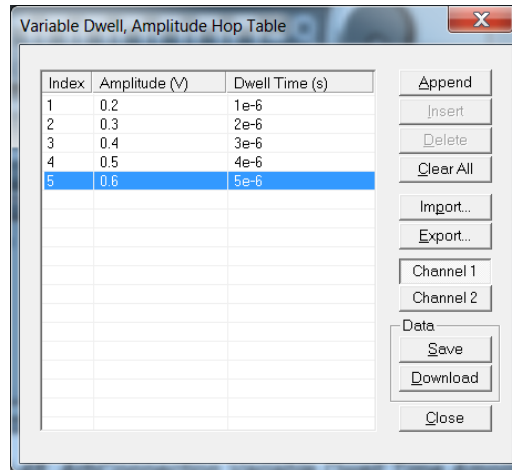 Variable Dwell, Amplitude Hop Table
X
Index Amplitude (V) Dwell Time (s)
1 0.2 1e-6
2 0.3 2e-6
3 0.4 3e-6
4 0.5 4e-6
5 0.6 5e-6
Append
Insert
Delete
Clear All
Import...
Export...
Channel 1
Channel 2
Data
Save
Download
Close